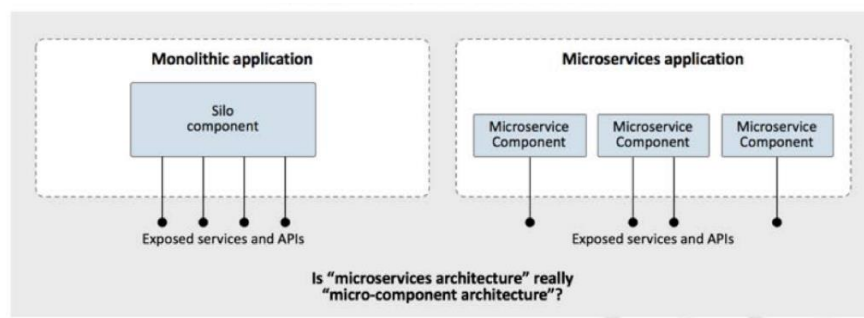 Monolithic application
Silo
component
Exposed services and APIs
Microservices application
Microservice
Component
Microservice
Component
Microservice
Component
Exposed services and APIs
Is “microservices architecture” really
“micro-component architecture”?